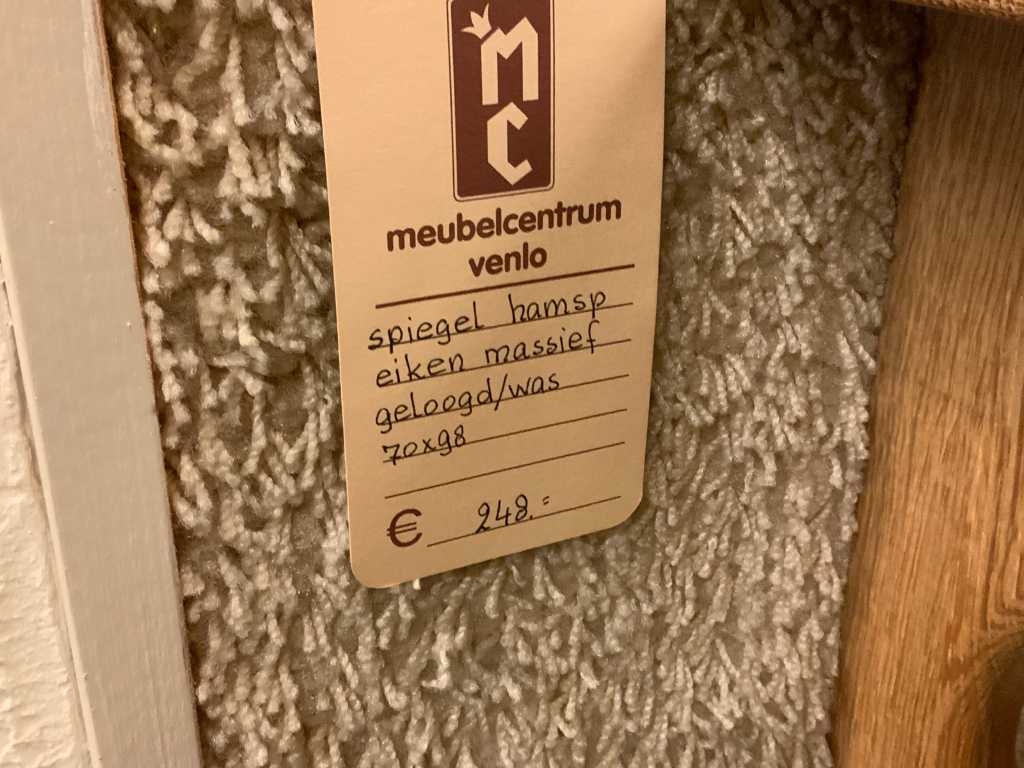 MC
meubelcentrum
venlo
spiegel hamsp
eiken massief
geloogd/was
70x98
€ 248.=